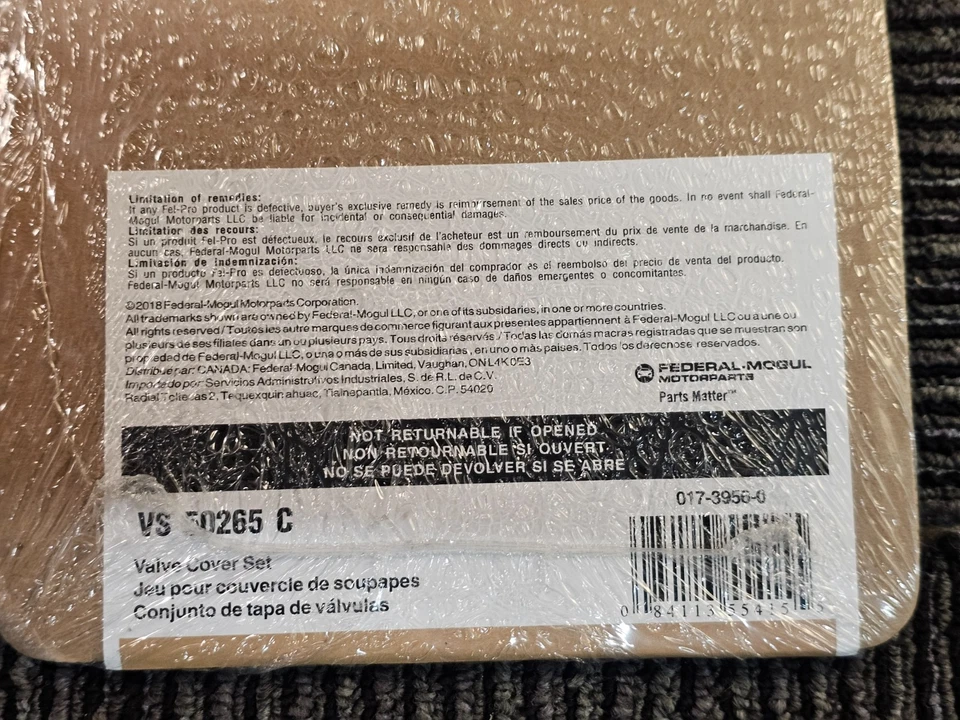 Limitation of remedies:
If any Fel-Pro product is defective, buyer's exclusive remedy is reimbursement of the sales price of the goods. In no event shall Federal-
Mogul Motorparts LLC be liable for incidental or consequential damages.
Limitation des recours:
Si un produit Fel-Pro est défectueux, le recours exclusif de l'acheteur est un remboursement du prix de vente de la marchandise. En
aucun cas, Federal-Mogul Motorparts LLC ne sera responsable des dommages directs ou indirects.
Limitación de indemnización:
Si un producto Fel-Pro es defectuoso, la única indemnización del comprador es el reembolso del precio de venta del producto.
Federal-Mogul Motorparts LLC no será responsable en ningún caso de daños emergentes o concomitantes.
©2018 Federal-Mogul Motorparts Corporation.
All trademarks shown are owned by Federal-Mogul LLC, or one of its subsidaries, in one or more countries.
All rights reserved / Toutes les autre marques de commerce figurant aux presentes appartiennent à Federal-Mogul LLC ou a une ou
plusieurs de ses filiales dans un ou plusieurs pays. Tous droits réservés / Todas las demás macras registradas que se muestran son
propiedad de Federal-Mogul LLC, o una o más de sus subsidiarias, en uno o más países. Todos los derechose reservados.
Distribue par: CANADA: Federal-Mogul Canada, Limited, Vaughan, ON L4K 0E3
Importado por: Servicios Administrativos Industriales, S. de R.L. de C.V.
Radial Toltecas 2, Tequexquinahuac, Tlalnepantla, México. C.P. 54020
FEDERAL-MOGUL
MOTORPARTS
Parts Matter™
NOT RETURNABLE IF OPENED
NON RETOURNABLE SI OUVERT
NO SE PUEDE DEVOLVER SI SE ABRE
017-3956-0
VS 50265 C
Valve Cover Set
Jeu pour couvercle de soupapes
Conjunto de tapa de válvulas
0 84113 55415 5